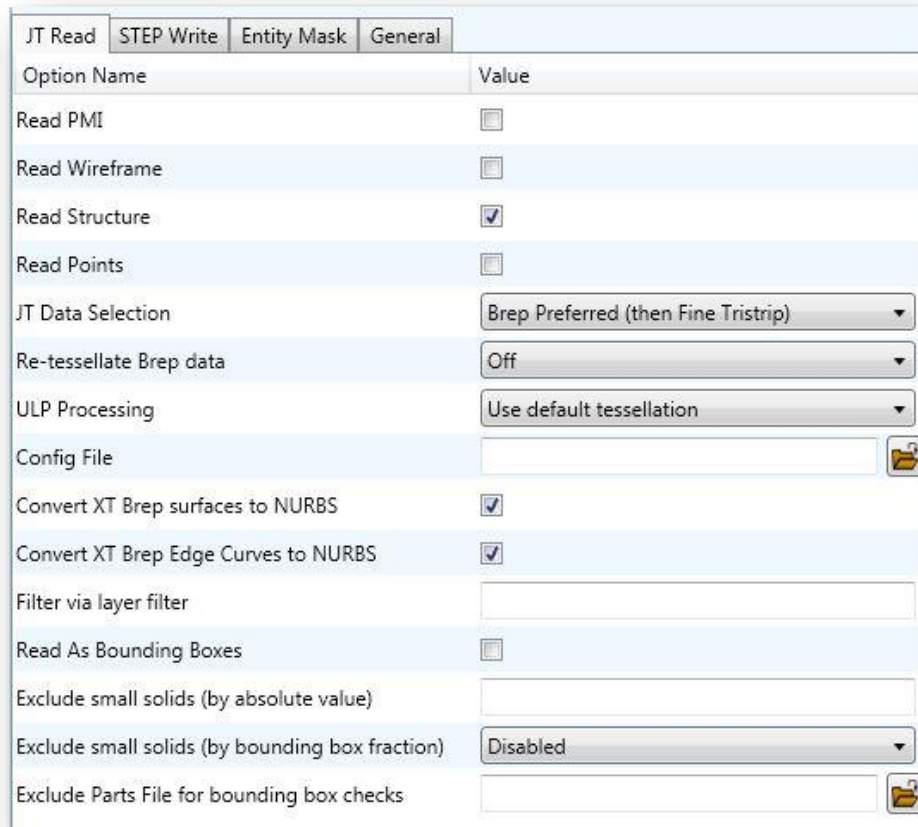 JT Read STEP Write Entity Mask General
Option Name Value
Read PMI
Read Wireframe
Read Structure
Read Points
JT Data Selection Brep Preferred (then Fine Tristrip)
Re-tessellate Brep data Off
ULP Processing Use default tessellation
Config File
Convert XT Brep surfaces to NURBS
Convert XT Brep Edge Curves to NURBS
Filter via layer filter
Read As Bounding Boxes
Exclude small solids (by absolute value)
Exclude small solids (by bounding box fraction) Disabled
Exclude Parts File for bounding box checks